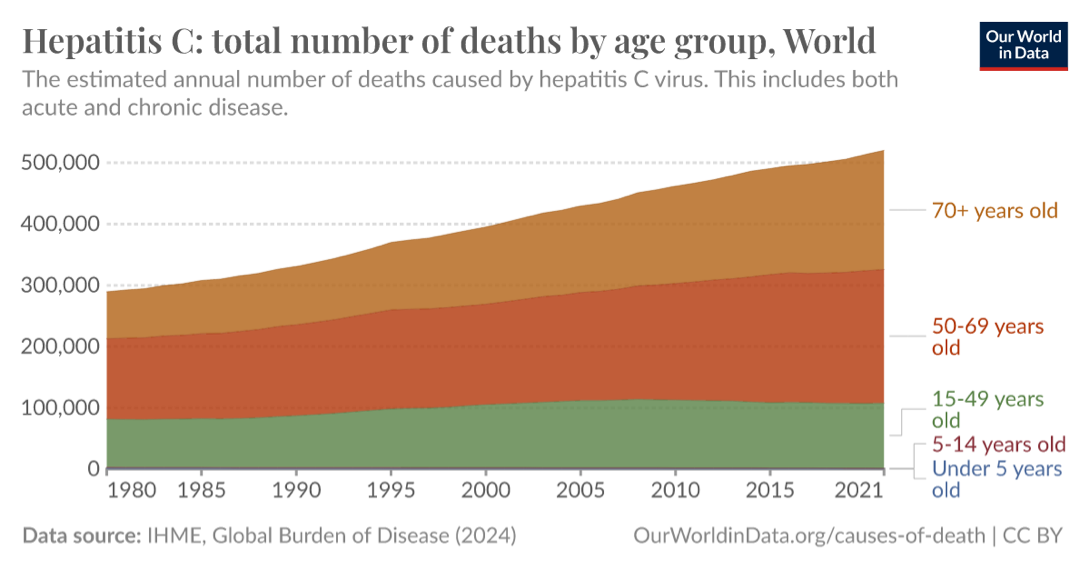 Hepatitis C: total number of deaths by age group, World
Our World
in Data
The estimated annual number of deaths caused by hepatitis C virus. This includes both
acute and chronic disease.
500,000
400,000
300,000
200,000
100,000
0
70+ years old
50-69 years
old
15-49 years
old
5-14 years old
Under 5 years
old
1980 1985 1990 1995 2000 2005 2010 2015 2021
Data source: IHME, Global Burden of Disease (2024)
OurWorldinData.org/causes-of-death | CC BY